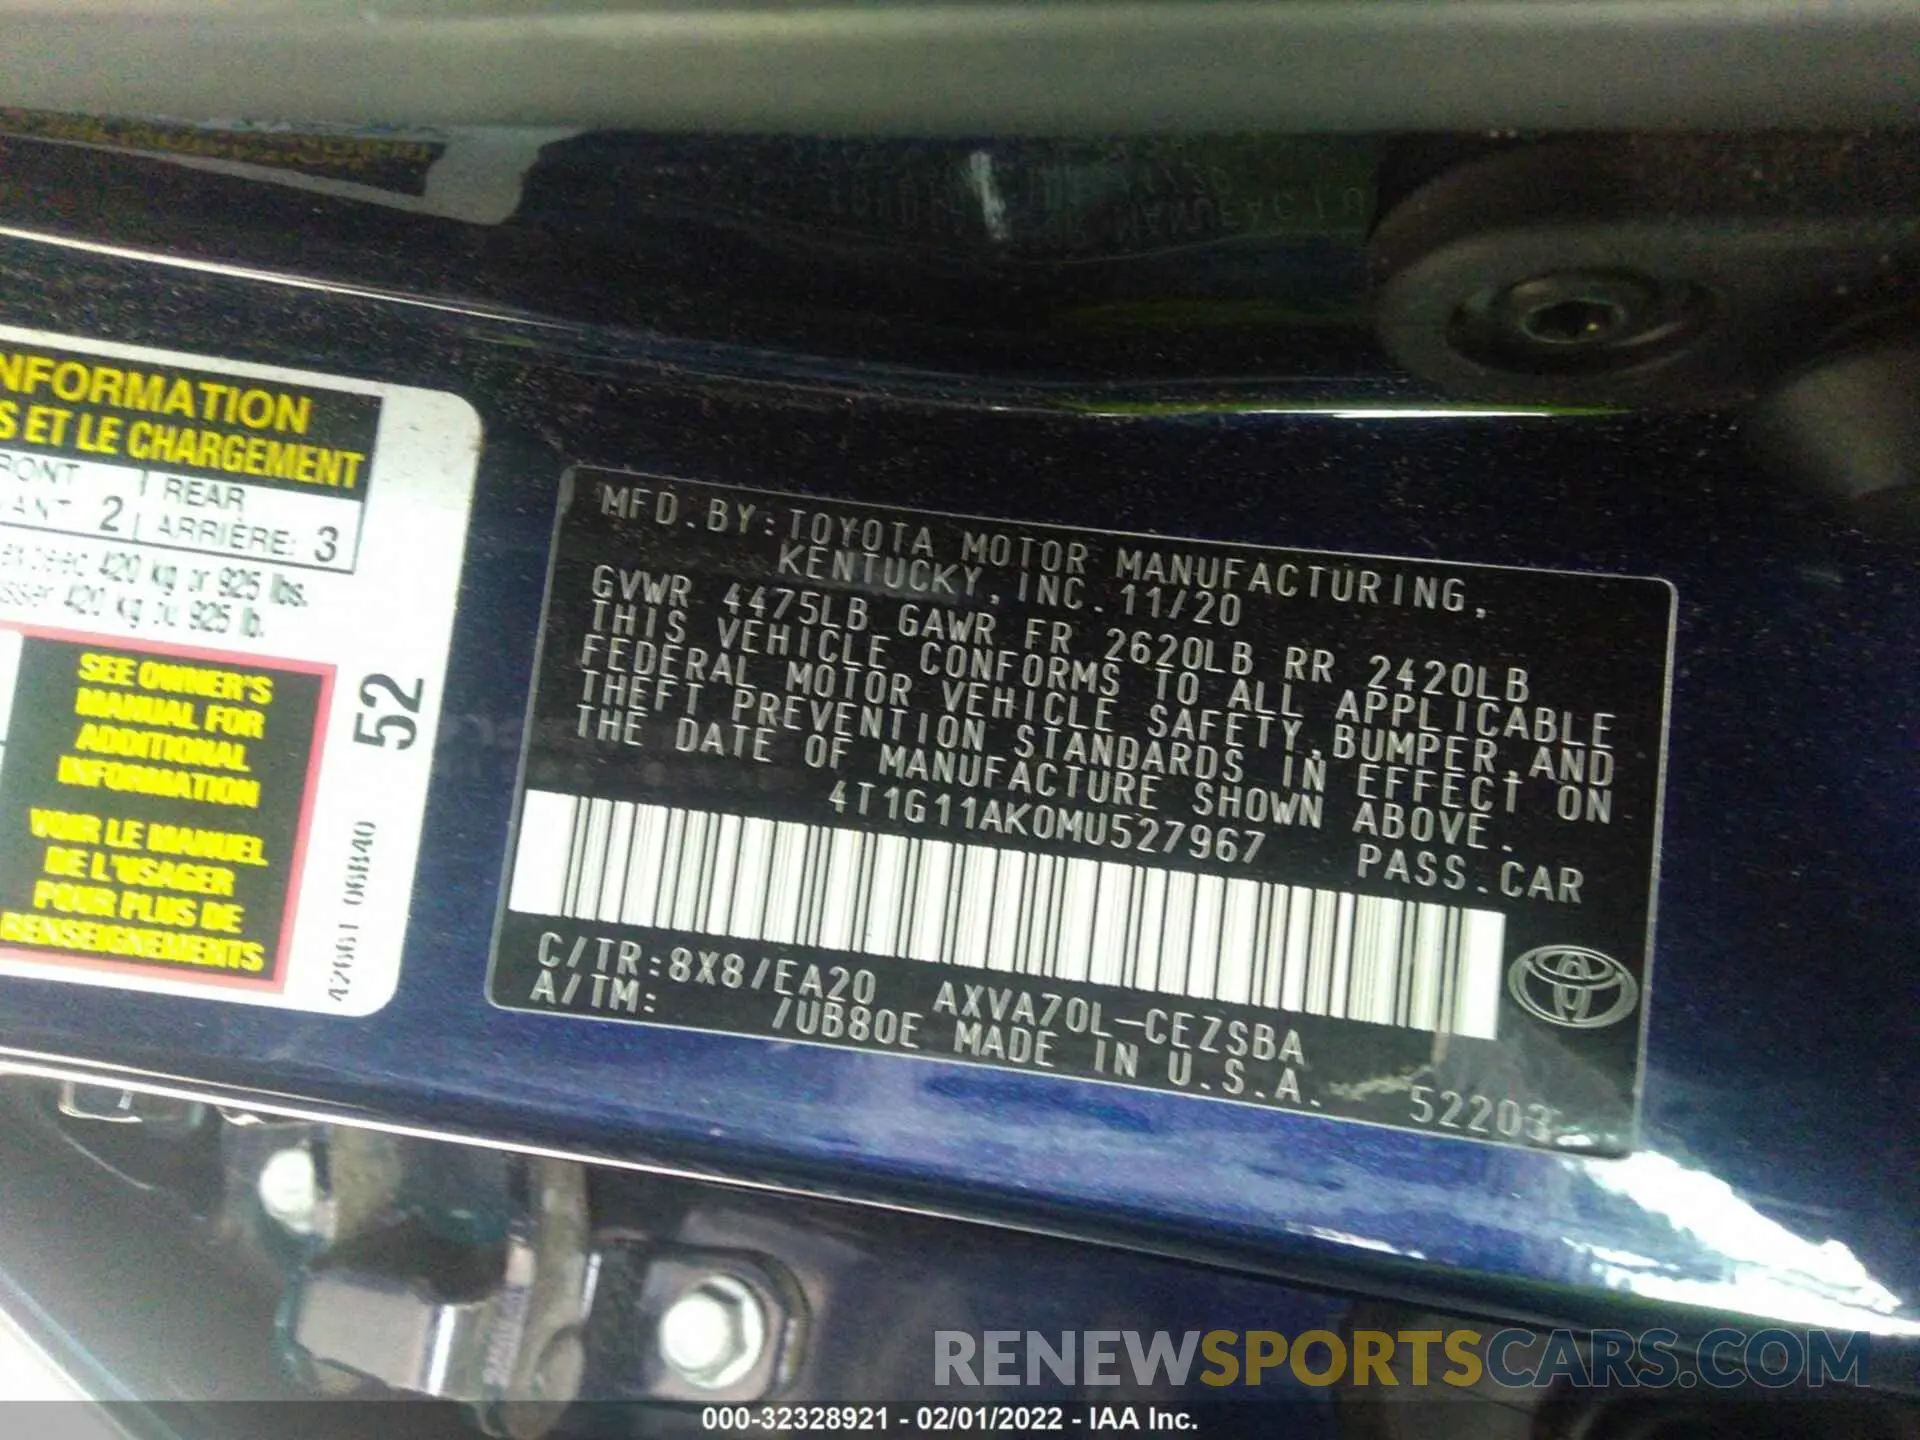 NFORMATION
S ET LE CHARGEMENT
RONT
REAR
2
ARRIÈRE: 3
420 kg or 925 lbs.
420 kg ou 925 lb.
SEE OWNER'S
MANUAL FOR
ADDITIONAL
INFORMATION
VOIR LE MANUEL
DE L'USAGER
POUR PLUS DE
RENSEIGNEMENTS
52
42661 06B40
MFD.BY:TOYOTA MOTOR MANUFACTURING,
KENTUCKY,INC.11/20
GVWR 4475LB GAWR FR 2620LB RR 2420LB
THIS VEHICLE CONFORMS TO ALL APPLICABLE
FEDERAL MOTOR VEHICLE SAFETY,BUMPER,AND
THEFT PREVENTION STANDARDS IN EFFECT ON
THE DATE OF MANUFACTURE SHOWN ABOVE.
4T1G11AK0MU527967 PASS.CAR
C/TR:8X8/EA20 AXVA70L-CEZSBA
A/TM: /UB80E MADE IN U.S.A.
52203
RENEWSPORTSCARS.COM
000-32328921 - 02/01/2022 - IAA Inc.